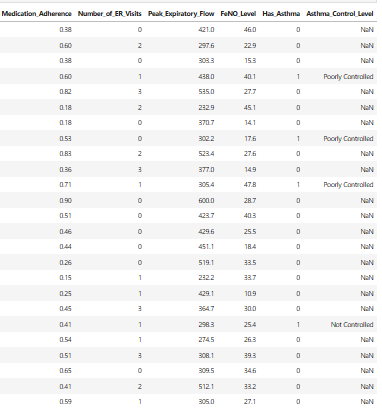 Medication_Adherence Number_of_ER_Visits Peak_Expiratory_Flow FeNO_Level Has_Asthma Asthma_Control_Level
0.38 0 421.0 46.0 0 NaN
0.60 2 297.6 22.9 0 NaN
0.38 0 303.3 15.3 0 NaN
0.60 1 438.0 40.1 1 Poorly Controlled
0.82 3 535.0 27.7 0 NaN
0.18 2 232.9 45.1 0 NaN
0.18 0 370.7 14.1 0 NaN
0.53 0 302.2 17.6 1 Poorly Controlled
0.83 2 523.4 27.6 0 NaN
0.36 3 377.0 14.9 0 NaN
0.71 1 305.4 47.8 1 Poorly Controlled
0.90 0 600.0 28.7 0 NaN
0.51 0 423.7 40.3 0 NaN
0.46 0 429.6 25.5 0 NaN
0.44 0 451.1 18.4 0 NaN
0.26 0 519.1 33.5 0 NaN
0.15 1 232.2 33.7 0 NaN
0.25 1 429.1 10.9 0 NaN
0.45 3 364.7 30.0 0 NaN
0.41 1 298.3 25.4 1 Not Controlled
0.54 1 274.5 26.3 0 NaN
0.51 3 308.1 39.3 0 NaN
0.65 0 309.5 34.6 0 NaN
0.41 2 512.1 33.2 0 NaN
0.59 1 305.0 27.1 0 NaN